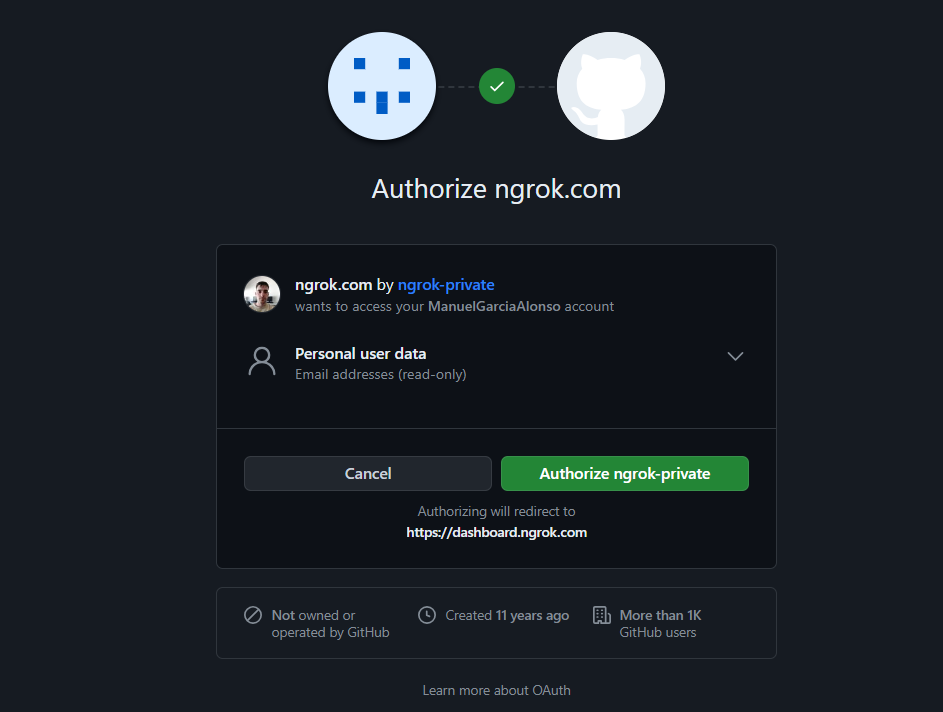 Authorize ngrok.com
ngrok.com by ngrok-private
wants to access your ManuelGarciaAlonso account
Personal user data
Email addresses (read-only)
Cancel
Authorize ngrok-private
Authorizing will redirect to
https://dashboard.ngrok.com
Not owned or
operated by GitHub
Created 11 years ago
More than 1K
GitHub users
Learn more about OAuth